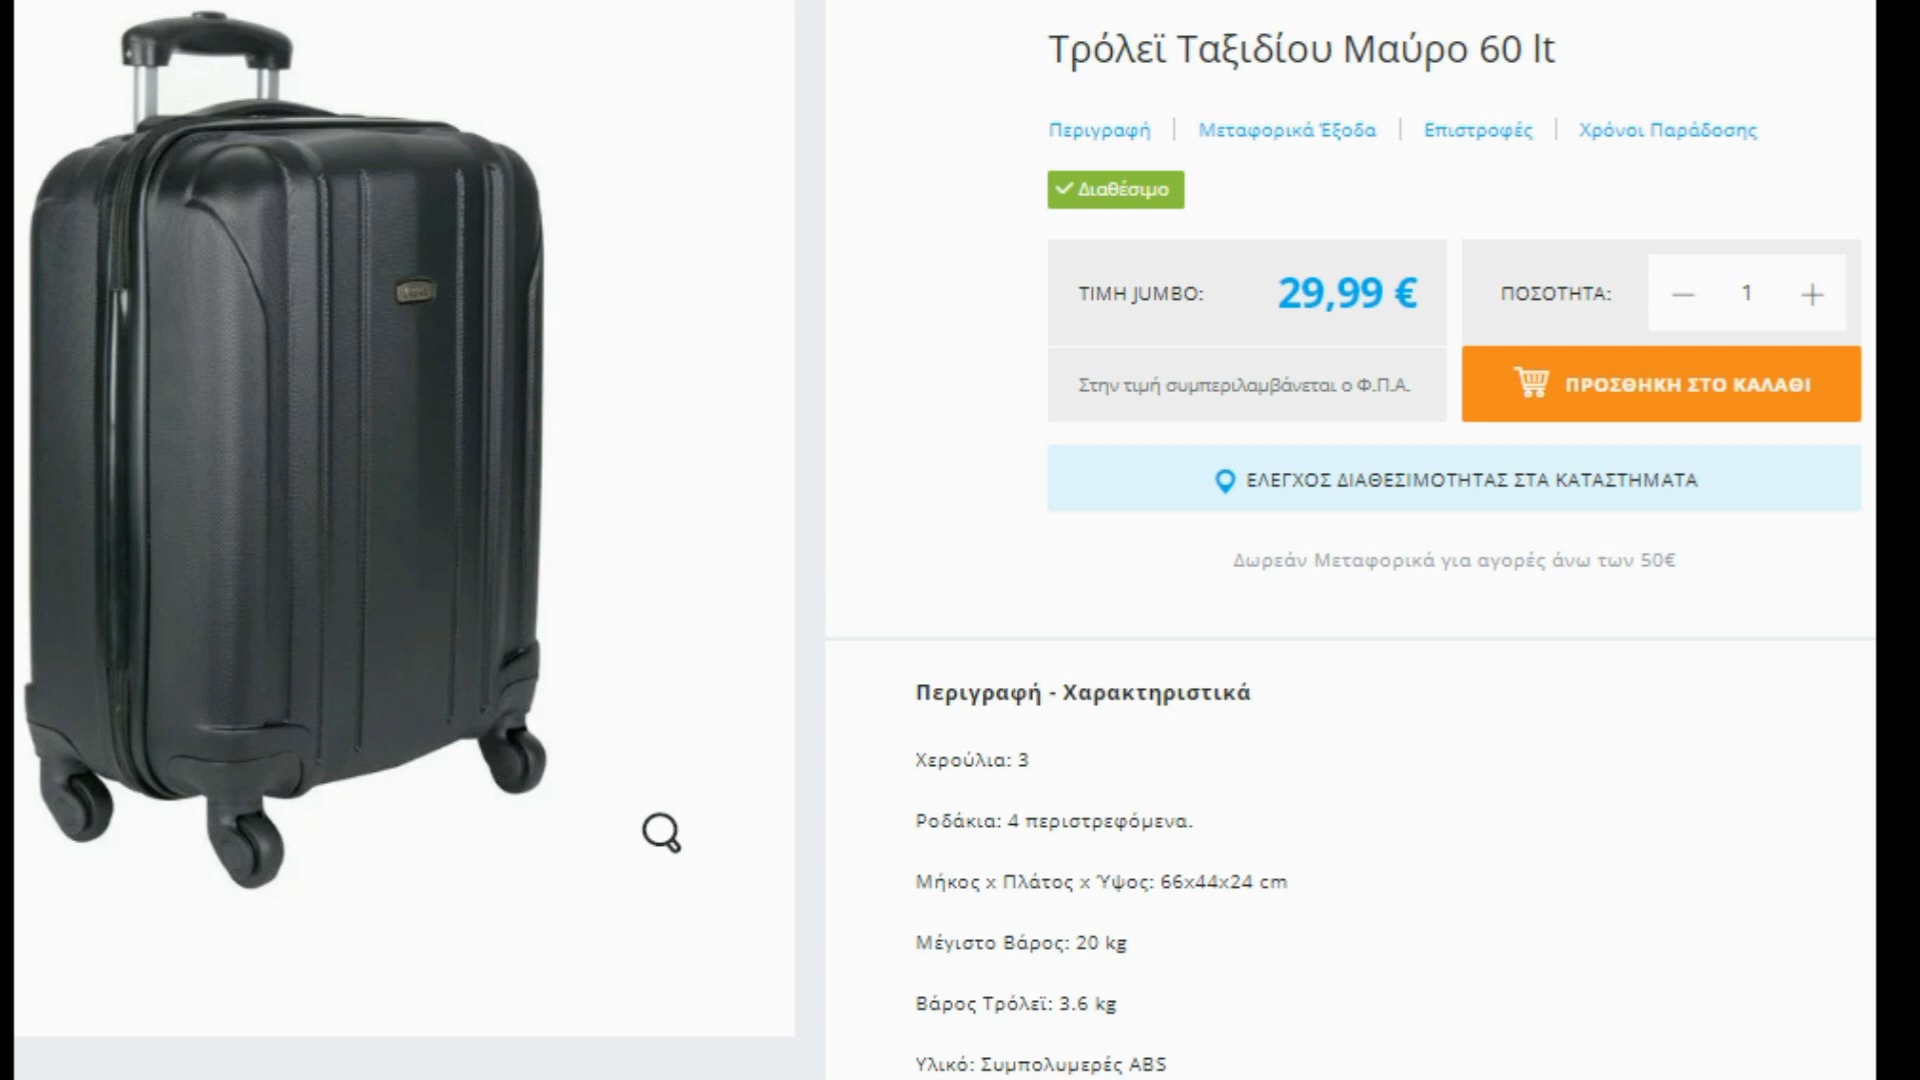 Τρόλεϊ Ταξιδίου Μαύρο 60 lt
Περιγραφή | Μεταφορικά Έξοδα | Επιστροφές | Χρόνοι Παράδοσης
Διαθέσιμο
ΤΙΜΗ JUMBO: 29,99 €
ΠΟΣΟΤΗΤΑ: — 1 +
Στην τιμή συμπεριλαμβάνεται ο Φ.Π.Α.
ΠΡΟΣΘΗΚΗ ΣΤΟ ΚΑΛΑΘΙ
ΕΛΕΓΧΟΣ ΔΙΑΘΕΣΙΜΟΤΗΤΑΣ ΣΤΑ ΚΑΤΑΣΤΗΜΑΤΑ
Δωρεάν Μεταφορικά για αγορές άνω των 50€
Περιγραφή - Χαρακτηριστικά
Χερούλια: 3
Ροδάκια: 4 περιστρεφόμενα.
Μήκος x Πλάτος x Ύψος: 66x44x24 cm
Μέγιστο Βάρος: 20 kg
Βάρος Τρόλεϊ: 3.6 kg
Υλικό: Συμπολυμερές ABS